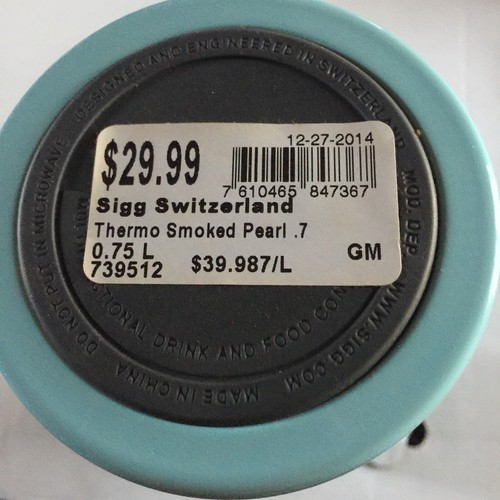 $29.99
12-27-2014
7 610465 847367
Sigg Switzerland
Thermo Smoked Pearl .7
0.75 L
739512
$39.987/L
GM
DESIGNED AND ENGINEERED IN SWITZERLAND
MOD. DEP.
WWW.SIGG.COM
MADE IN CHINA
DO NOT PUT IN MICROWAVE
DRINK AND FOOD